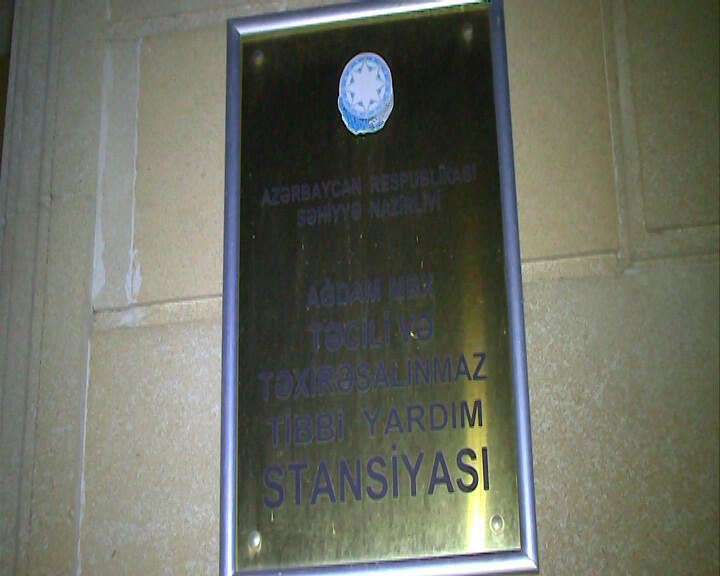 AZƏRBAYCAN RESPUBLİKASI
SƏHİYYƏ NAZİRLİYİ
AĞDAM MRX
TƏCİLİ VƏ
TƏXİRƏSALINMAZ
TİBBİ YARDIM
STANSİYASI